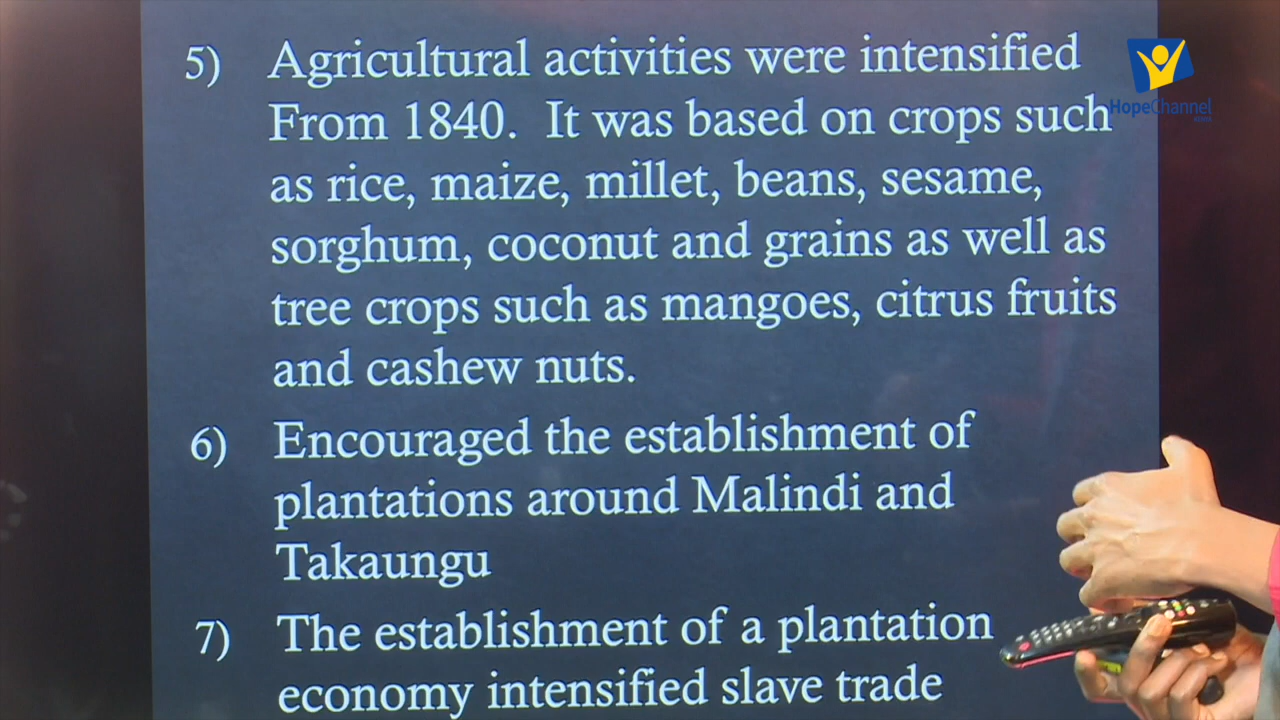 5) Agricultural activities were intensified
From 1840. It was based on crops such
as rice, maize, millet, beans, sesame,
sorghum, coconut and grains as well as
tree crops such as mangoes, citrus fruits
and cashew nuts.
6) Encouraged the establishment of
plantations around Malindi and
Takaungu
7) The establishment of a plantation
economy intensified slave trade
HopeChannel